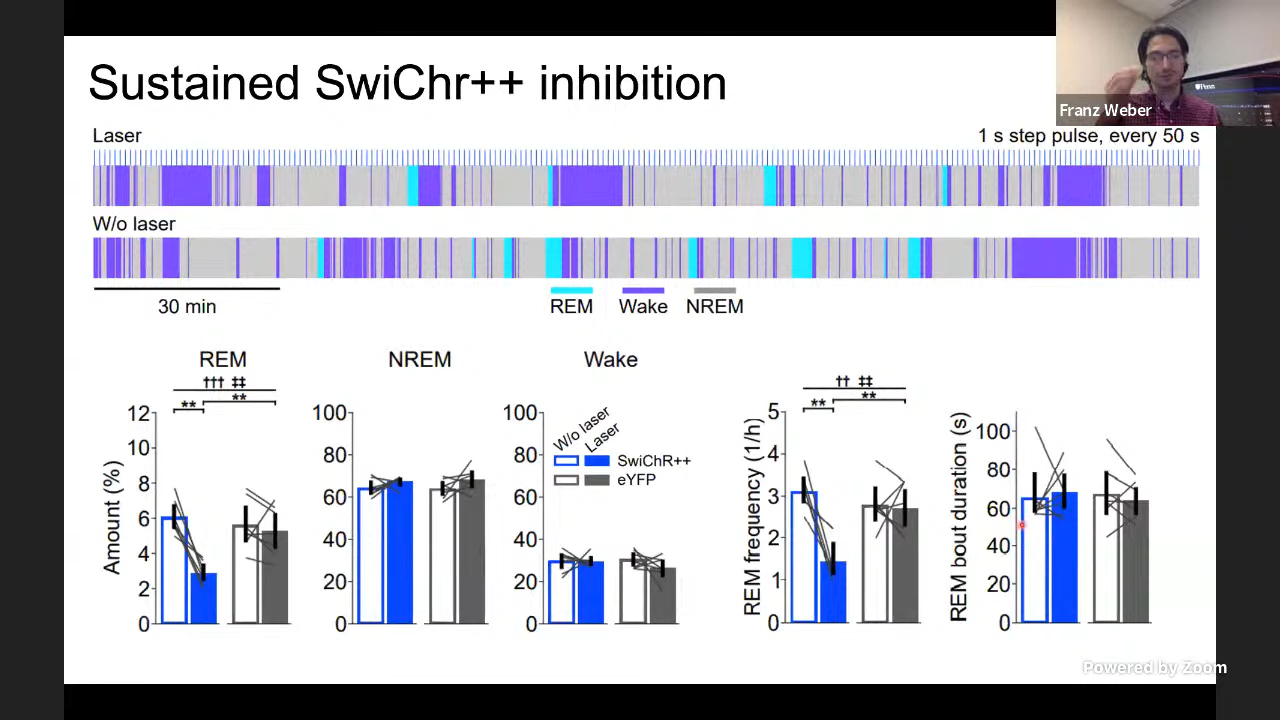 Sustained SwiChr++ inhibition
Penn
Franz Weber
Laser
1 s step pulse, every 50 s
W/o laser
30 min
REM
Wake
NREM
REM
NREM
Wake
††† ‡‡
**
**
Amount (%)
12
10
8
6
4
2
0
100
80
60
40
20
0
100
80
60
40
20
0
W/o laser
Laser
SwiChR++
eYFP
†† ‡‡
**
**
REM frequency (1/h)
5
4
3
2
1
0
REM bout duration (s)
100
80
60
40
20
0
Powered by Zoom